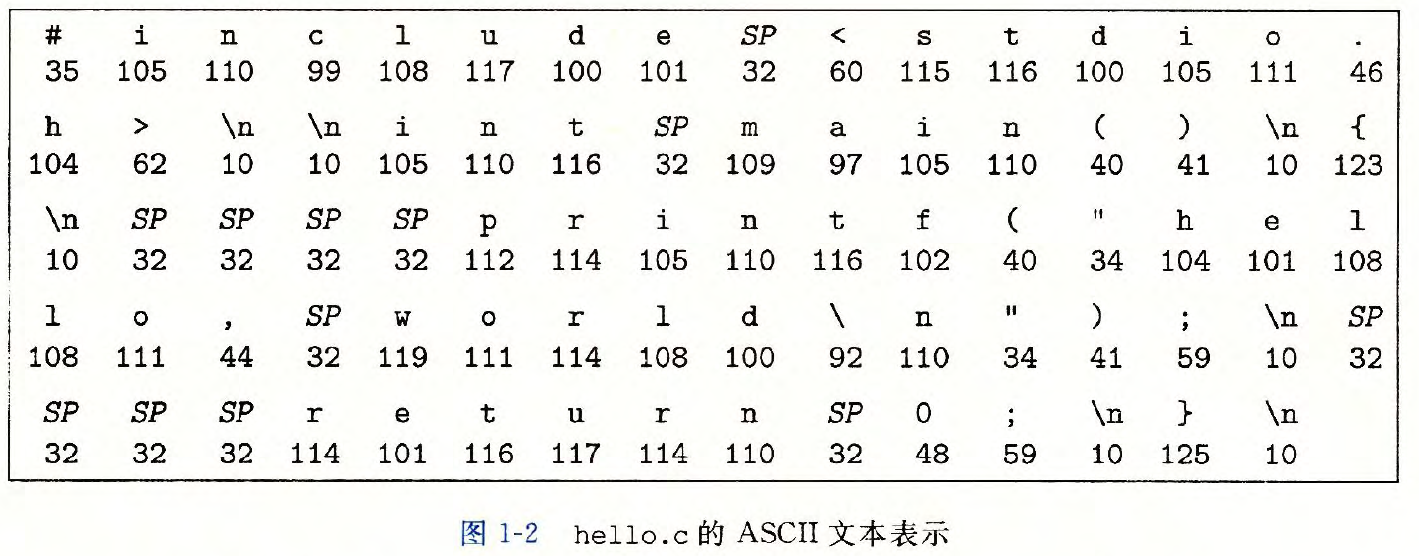 # i n c l u d e SP < s t d i o .
35 105 110 99 108 117 100 101 32 60 115 116 100 105 111 46
h > \n \n i n t SP m a i n ( ) \n {
104 62 10 10 105 110 116 32 109 97 105 110 40 41 10 123
\n SP SP SP SP p r i n t f ( " h e l
10 32 32 32 32 112 114 105 110 116 102 40 34 104 101 108
l o , SP w o r l d \ n " ) ; \n SP
108 111 44 32 119 111 114 108 100 92 110 34 41 59 10 32
SP SP SP r e t u r n SP 0 ; \n } \n
32 32 32 114 101 116 117 114 110 32 48 59 10 125 10
图 1-2 hello.c 的 ASCII 文本表示